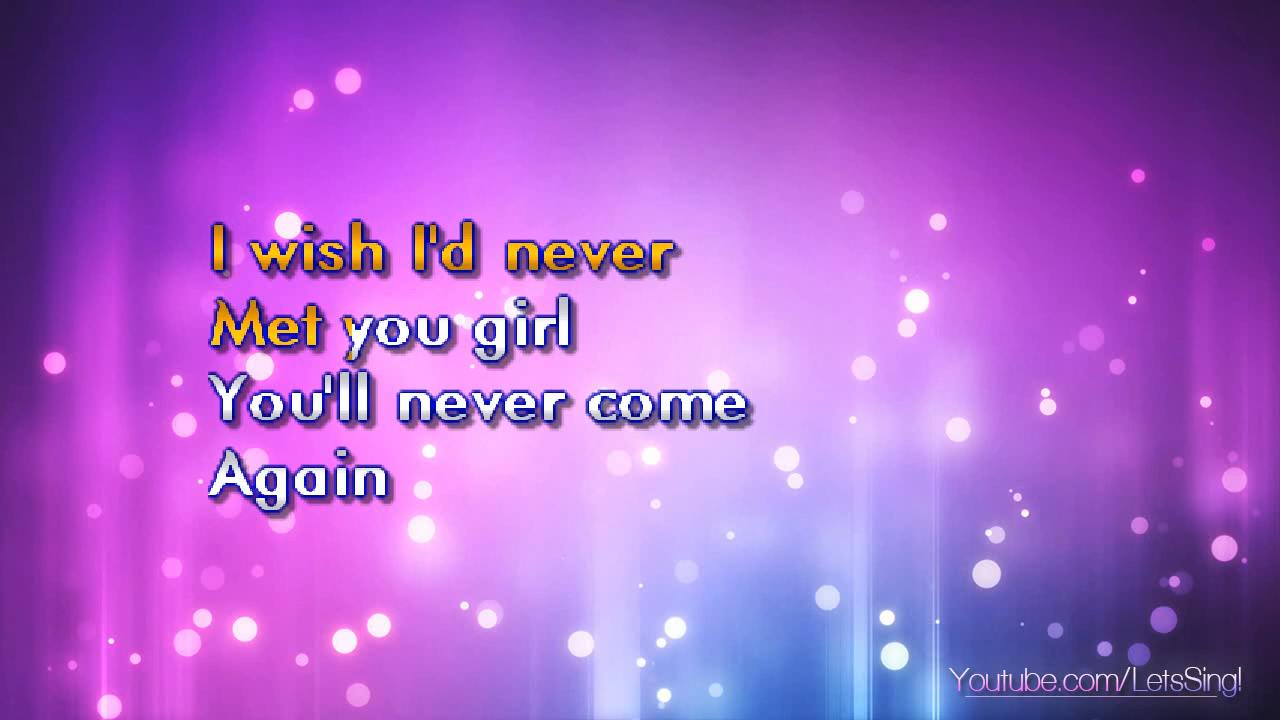 I wish I'd never
Met you girl
You'll never come
Again
Youtube.com/LetsSing!